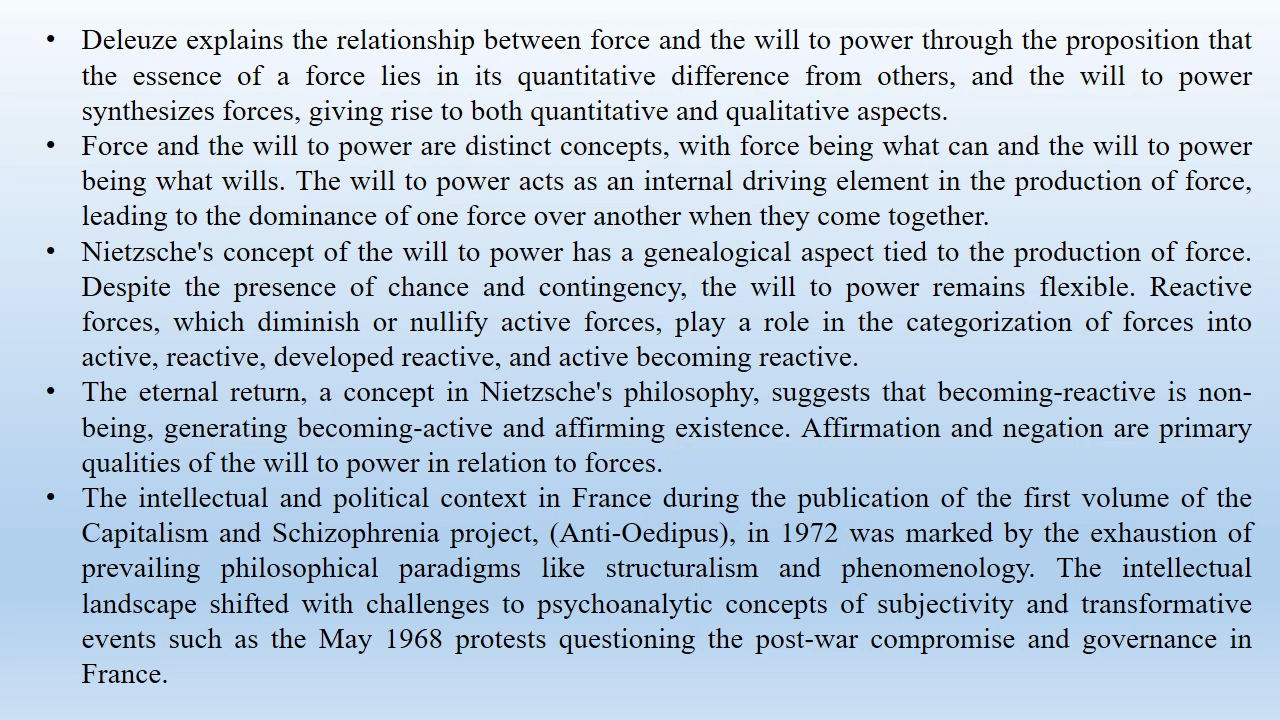 • Deleuze explains the relationship between force and the will to power through the proposition that
the essence of a force lies in its quantitative difference from others, and the will to power
synthesizes forces, giving rise to both quantitative and qualitative aspects.
• Force and the will to power are distinct concepts, with force being what can and the will to power
being what wills. The will to power acts as an internal driving element in the production of force,
leading to the dominance of one force over another when they come together.
• Nietzsche's concept of the will to power has a genealogical aspect tied to the production of force.
Despite the presence of chance and contingency, the will to power remains flexible. Reactive
forces, which diminish or nullify active forces, play a role in the categorization of forces into
active, reactive, developed reactive, and active becoming reactive.
• The eternal return, a concept in Nietzsche's philosophy, suggests that becoming-reactive is non-
being, generating becoming-active and affirming existence. Affirmation and negation are primary
qualities of the will to power in relation to forces.
• The intellectual and political context in France during the publication of the first volume of the
Capitalism and Schizophrenia project, (Anti-Oedipus), in 1972 was marked by the exhaustion of
prevailing philosophical paradigms like structuralism and phenomenology. The intellectual
landscape shifted with challenges to psychoanalytic concepts of subjectivity and transformative
events such as the May 1968 protests questioning the post-war compromise and governance in
France.